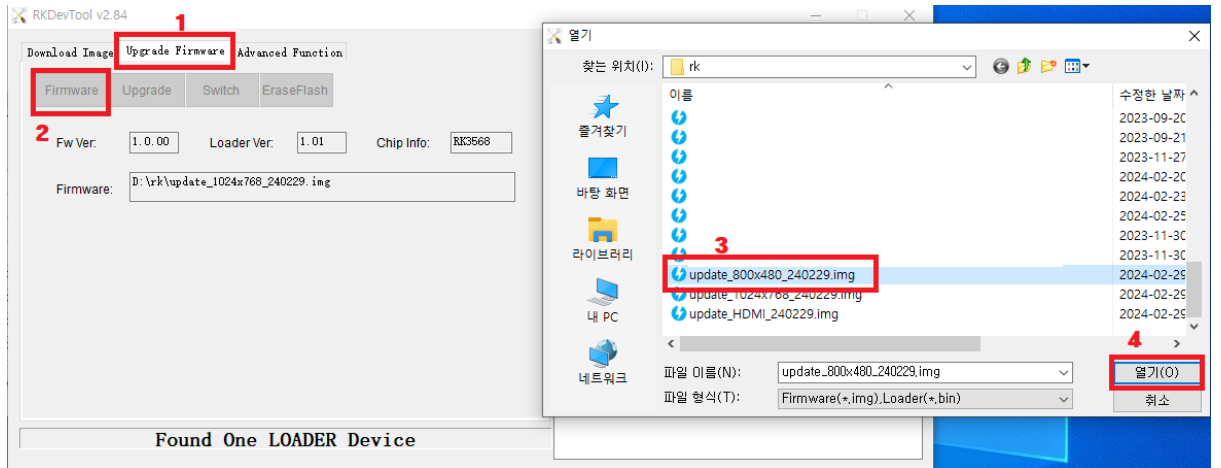 RKDevTool v2.84
1
Download Image Upgrade Firmware Advanced Function
Firmware Upgrade Switch EraseFlash
2
Fw Ver: 1.0.00 Loader Ver: 1.01 Chip Info: RK3568
Firmware: D:\rk\update_1024x768_240229.img
Found One LOADER Device
열기
찾는 위치(I): rk
이름 수정한 날짜
즐겨찾기
바탕 화면
라이브러리
내 PC
네트워크
2023-09-20
2023-09-21
2023-11-27
2024-02-20
2024-02-23
2024-02-25
2023-11-30
2023-11-30
3
update_800x480_240229.img 2024-02-29
update_1024x768_240229.img 2024-02-29
update_HDMI_240229.img 2024-02-29
4
파일 이름(N): update_800x480_240229.img 열기(O)
파일 형식(T): Firmware(*.img),Loader(*.bin) 취소